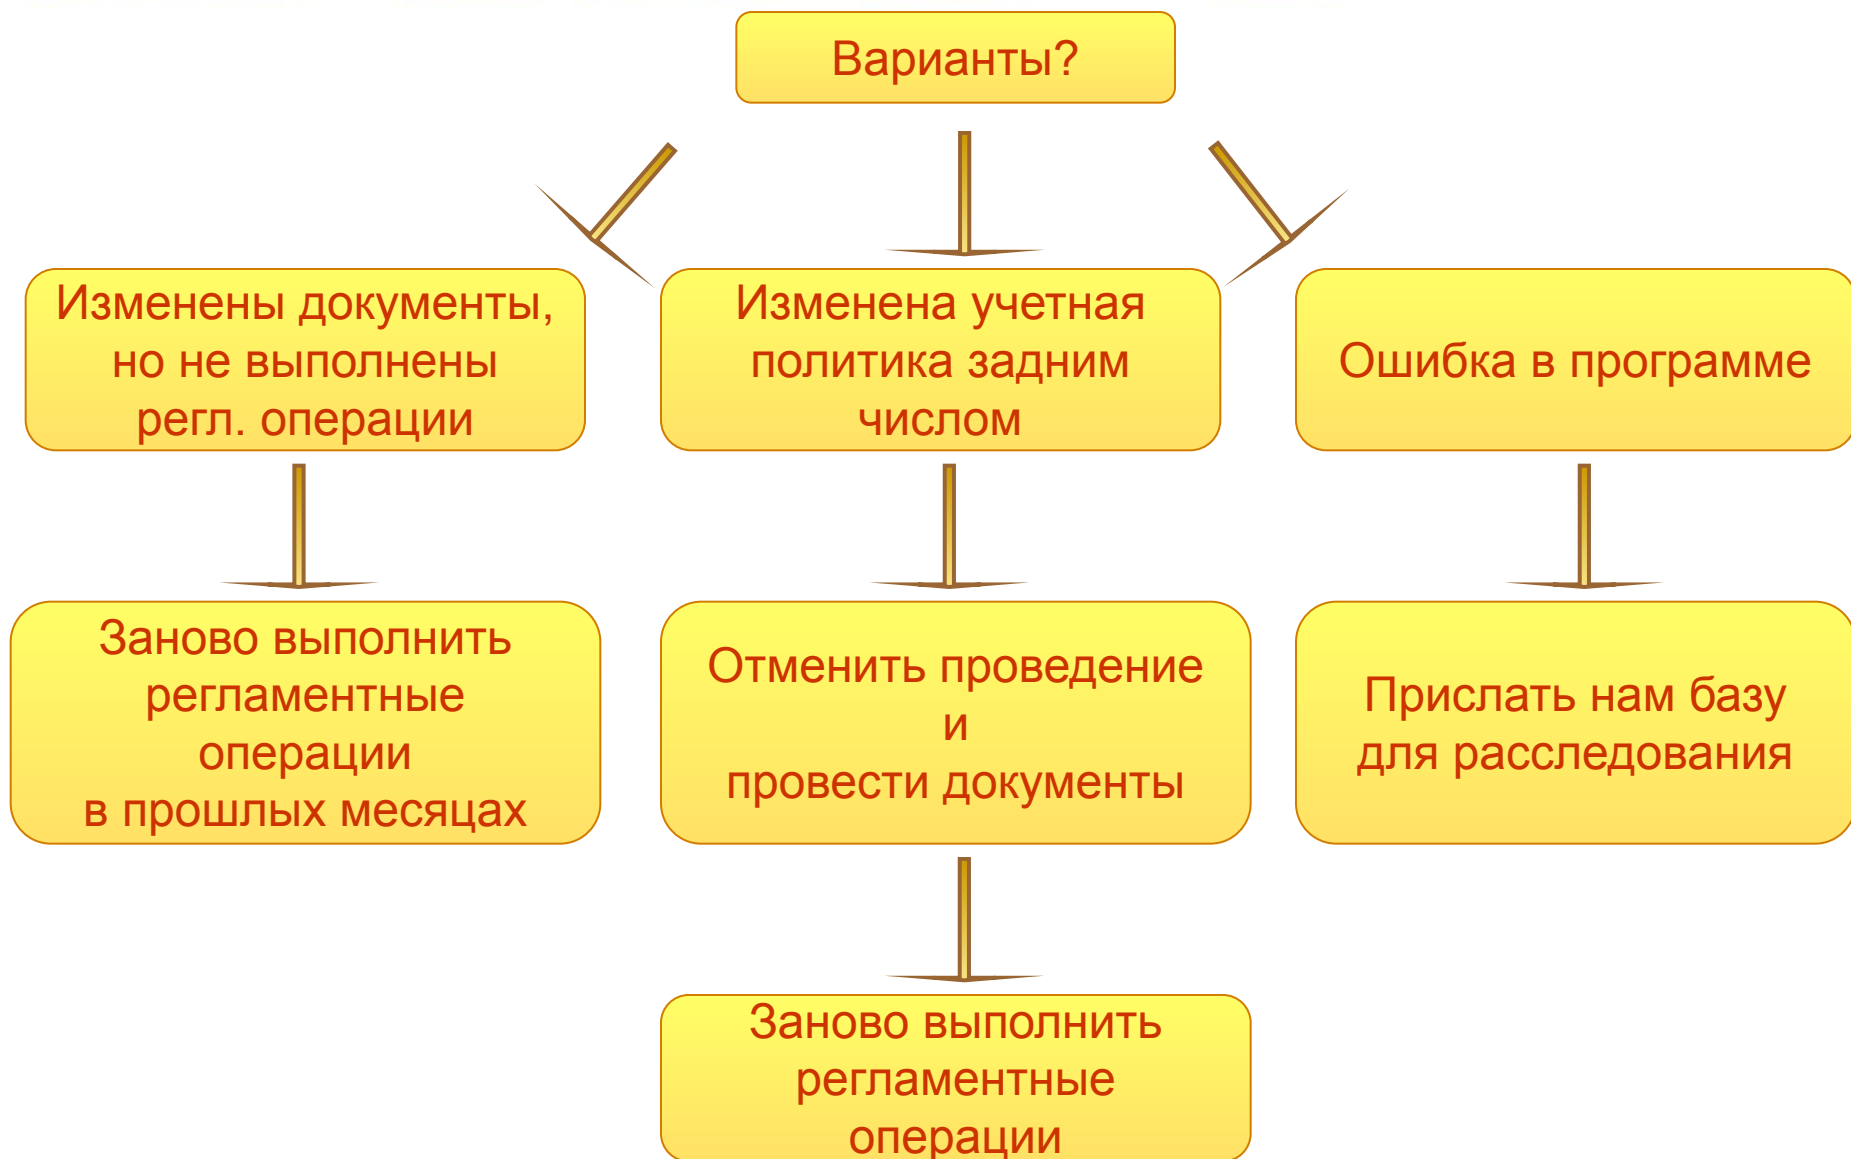 Варианты?
Изменены документы,
но не выполнены
регл. операции
Изменена учетная
политика задним
числом
Ошибка в программе
Заново выполнить
регламентные
операции
в прошлых месяцах
Отменить проведение
и
провести документы
Прислать нам базу
для расследования
Заново выполнить
регламентные
операции